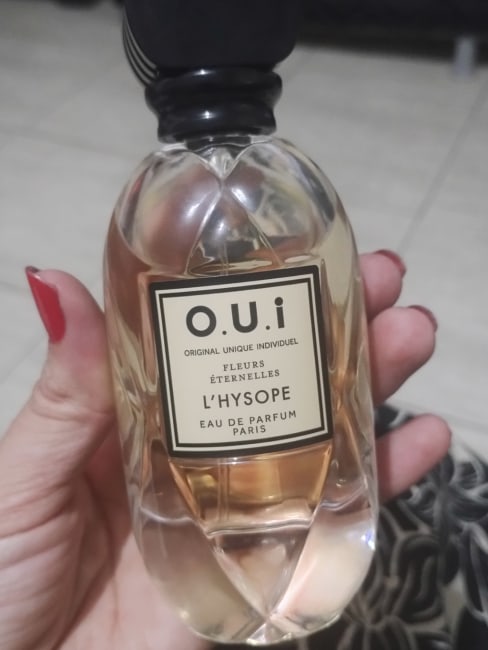 O.U.i
ORIGINAL UNIQUE INDIVIDUEL
FLEURS
ÉTERNELLES
L'HYSOPE
EAU DE PARFUM
PARIS